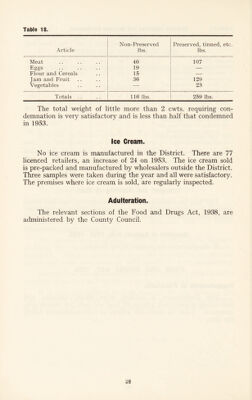 Table 18.
Article Non-Preserved lbs. Preserved, tinned, etc. lbs.
Meat .. .. .. 46 107
Eggs .. .. .. 19 —
Flour and Cereals .. 15 —
Jam and Fruit .. .. 36 129
Vegetables .. .. — 23
Totals .. .. 116 lbs. 259 lbs.
The total weight of little more than 2 cwts. requiring con-
demnation is very satisfactory and is less than half that condemned
in 1953.
Ice Cream.
No ice cream is manufactured in the District. There are 77
licenced retailers, an increase of 24 on 1953. The ice cream sold
is pre-packed and manufactured by wholesalers outside the District.
Three samples were taken during the year and all were satisfactory.
The premises where ice cream is sold, are regularly inspected.
Adulteration.
The relevant sections of the Food and Drugs Act, 1938, are
administered by the County Council.
28